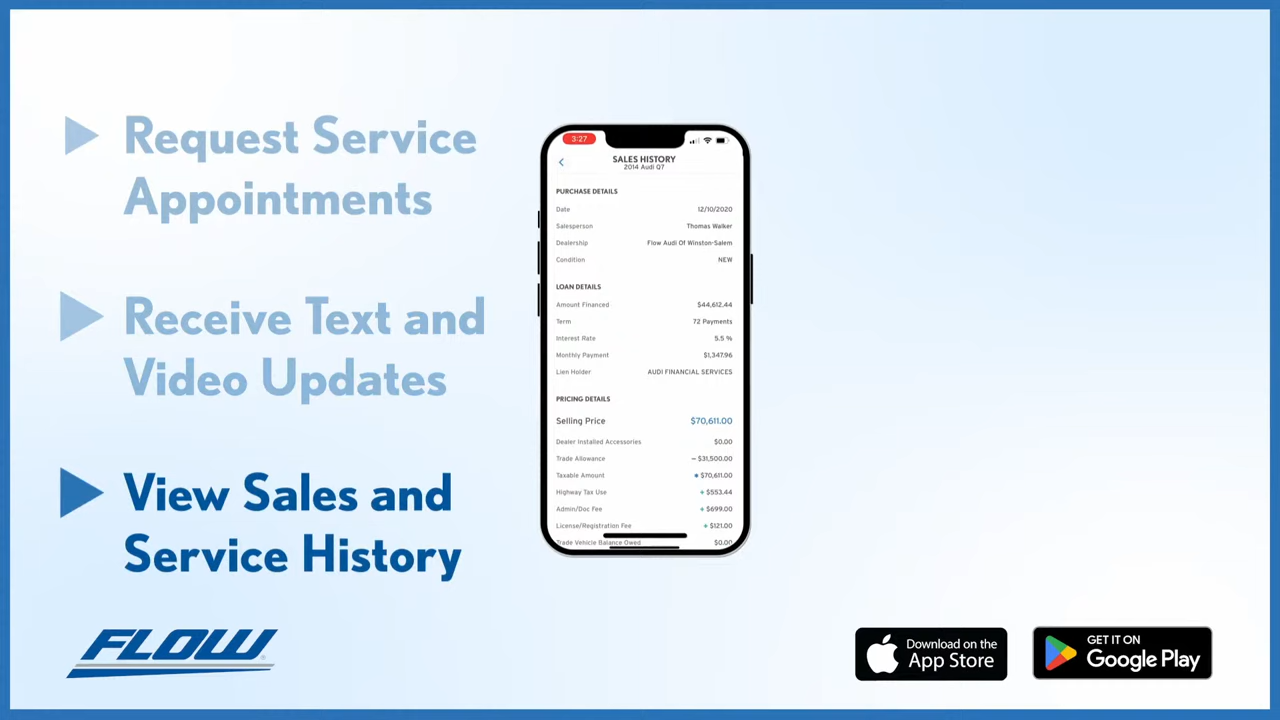 Request Service
Appointments
Receive Text and
Video Updates
View Sales and
Service History
FLOW
3:27
SALES HISTORY
2014 Audi Q7
PURCHASE DETAILS
Date 12/10/2020
Salesperson Thomas Walker
Dealership Flow Audi Of Winston-Salem
Condition NEW
LOAN DETAILS
Amount Financed $44,612.44
Term 72 Payments
Interest Rate 5.5 %
Monthly Payment $1,347.96
Lien Holder AUDI FINANCIAL SERVICES
PRICING DETAILS
Selling Price $70,611.00
Dealer Installed Accessories $0.00
Trade Allowance − $31,500.00
Taxable Amount • $70,611.00
Highway Tax Use + $553.44
Admin/Doc Fee + $699.00
License/Registration Fee + $121.00
Trade Vehicle Balance Owed $0.00
Download on the
App Store
GET IT ON
Google Play